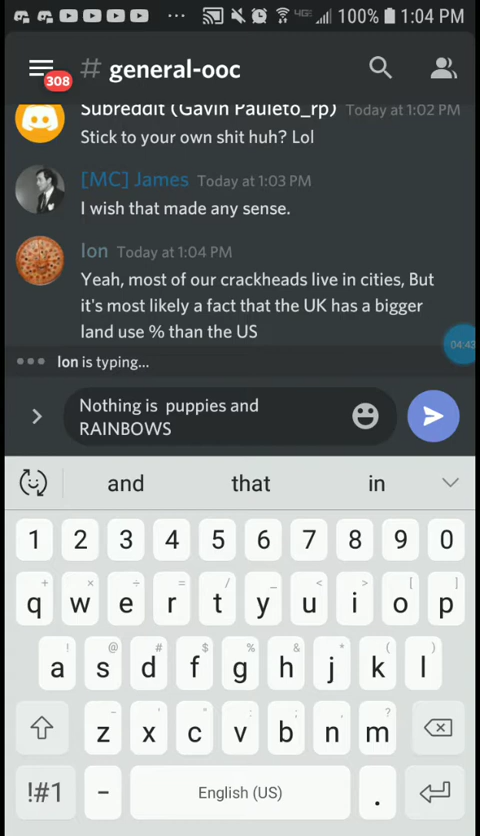 100% 1:04 PM
308
# general-ooc
Subreddit (Gavin Pauleto_rp) Today at 1:02 PM
Stick to your own shit huh? Lol
[MC] James Today at 1:03 PM
I wish that made any sense.
Ion Today at 1:04 PM
Yeah, most of our crackheads live in cities, But
it's most likely a fact that the UK has a bigger
land use % than the US
04:43
Ion is typing...
Nothing is  puppies and
RAINBOWS
and that in
1 2 3 4 5 6 7 8 9 0
+ × ÷ = / _ < > [ ]
q w e r t y u i o p
! @ # $ % & * ( )
a s d f g h j k l
- ' " : ; , ?
z x c v b n m
!#1 - English (US) .